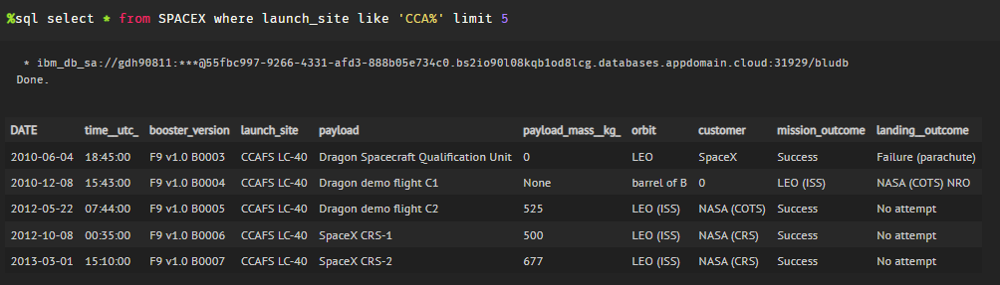 %sql select * from SPACEX where launch_site like 'CCA%' limit 5
* ibm_db_sa://gdh90811:***@55fbc997-9266-4331-afd3-888b05e734c0.bs2io90l08kqb1od8lcg.databases.appdomain.cloud:31929/bludb
Done.
DATE time__utc_ booster_version launch_site payload payload_mass__kg_ orbit customer mission_outcome landing__outcome
2010-06-04 18:45:00 F9 v1.0 B0003 CCAFS LC-40 Dragon Spacecraft Qualification Unit 0 LEO SpaceX Success Failure (parachute)
2010-12-08 15:43:00 F9 v1.0 B0004 CCAFS LC-40 Dragon demo flight C1 None barrel of B 0 LEO (ISS) NASA (COTS) NRO
2012-05-22 07:44:00 F9 v1.0 B0005 CCAFS LC-40 Dragon demo flight C2 525 LEO (ISS) NASA (COTS) Success No attempt
2012-10-08 00:35:00 F9 v1.0 B0006 CCAFS LC-40 SpaceX CRS-1 500 LEO (ISS) NASA (CRS) Success No attempt
2013-03-01 15:10:00 F9 v1.0 B0007 CCAFS LC-40 SpaceX CRS-2 677 LEO (ISS) NASA (CRS) Success No attempt